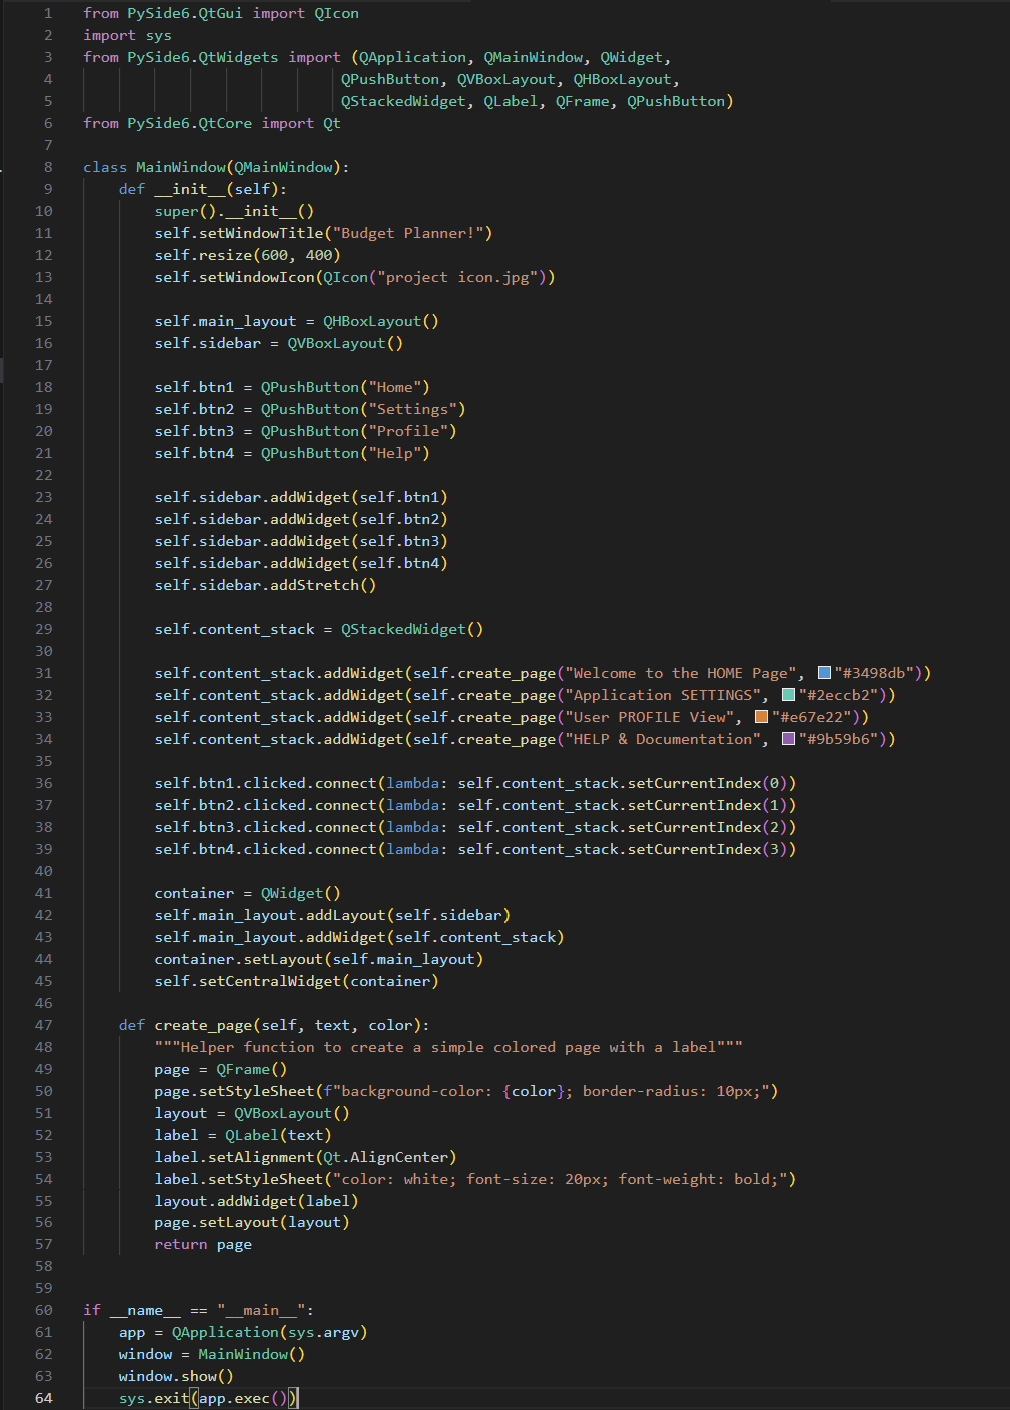 1 from PySide6.QtGui import QIcon
2 import sys
3 from PySide6.QtWidgets import (QApplication, QMainWindow, QWidget,
4                              QPushButton, QVBoxLayout, QHBoxLayout,
5                              QStackedWidget, QLabel, QFrame, QPushButton)
6 from PySide6.QtCore import Qt
7
8 class MainWindow(QMainWindow):
9     def __init__(self):
10         super().__init__()
11         self.setWindowTitle("Budget Planner!")
12         self.resize(600, 400)
13         self.setWindowIcon(QIcon("project icon.jpg"))
14
15         self.main_layout = QHBoxLayout()
16         self.sidebar = QVBoxLayout()
17
18         self.btn1 = QPushButton("Home")
19         self.btn2 = QPushButton("Settings")
20         self.btn3 = QPushButton("Profile")
21         self.btn4 = QPushButton("Help")
22
23         self.sidebar.addWidget(self.btn1)
24         self.sidebar.addWidget(self.btn2)
25         self.sidebar.addWidget(self.btn3)
26         self.sidebar.addWidget(self.btn4)
27         self.sidebar.addStretch()
28
29         self.content_stack = QStackedWidget()
30
31         self.content_stack.addWidget(self.create_page("Welcome to the HOME Page", "#3498db"))
32         self.content_stack.addWidget(self.create_page("Application SETTINGS", "#2eccb2"))
33         self.content_stack.addWidget(self.create_page("User PROFILE View", "#e67e22"))
34         self.content_stack.addWidget(self.create_page("HELP & Documentation", "#9b59b6"))
35
36         self.btn1.clicked.connect(lambda: self.content_stack.setCurrentIndex(0))
37         self.btn2.clicked.connect(lambda: self.content_stack.setCurrentIndex(1))
38         self.btn3.clicked.connect(lambda: self.content_stack.setCurrentIndex(2))
39         self.btn4.clicked.connect(lambda: self.content_stack.setCurrentIndex(3))
40
41         container = QWidget()
42         self.main_layout.addLayout(self.sidebar)
43         self.main_layout.addWidget(self.content_stack)
44         container.setLayout(self.main_layout)
45         self.setCentralWidget(container)
46
47     def create_page(self, text, color):
48         """Helper function to create a simple colored page with a label"""
49         page = QFrame()
50         page.setStyleSheet(f"background-color: {color}; border-radius: 10px;")
51         layout = QVBoxLayout()
52         label = QLabel(text)
53         label.setAlignment(Qt.AlignCenter)
54         label.setStyleSheet("color: white; font-size: 20px; font-weight: bold;")
55         layout.addWidget(label)
56         page.setLayout(layout)
57         return page
58
59
60 if __name__ == "__main__":
61     app = QApplication(sys.argv)
62     window = MainWindow()
63     window.show()
64     sys.exit(app.exec())